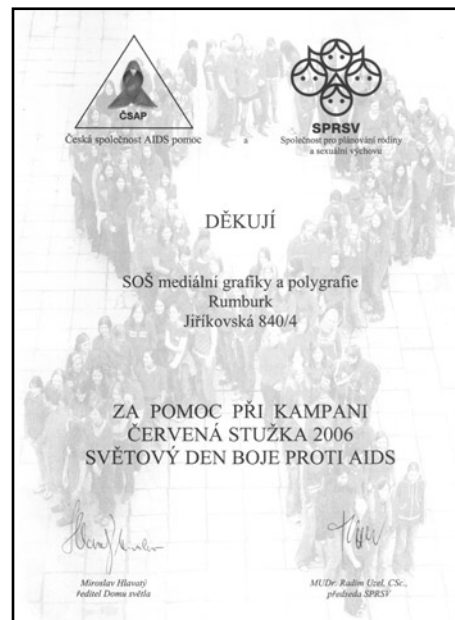 ČSAP
Česká společnost AIDS pomoc
a
SPRSV
Společnost pro plánování rodiny
a sexuální výchovu
DĚKUJÍ
SOŠ mediální grafiky a polygrafie
Rumburk
Jiříkovská 840/4
ZA POMOC PŘI KAMPANI
ČERVENÁ STUŽKA 2006
SVĚTOVÝ DEN BOJE PROTI AIDS
Miroslav Hlavatý
ředitel Domu světla
MUDr. Radim Uzel, CSc.,
předseda SPRSV